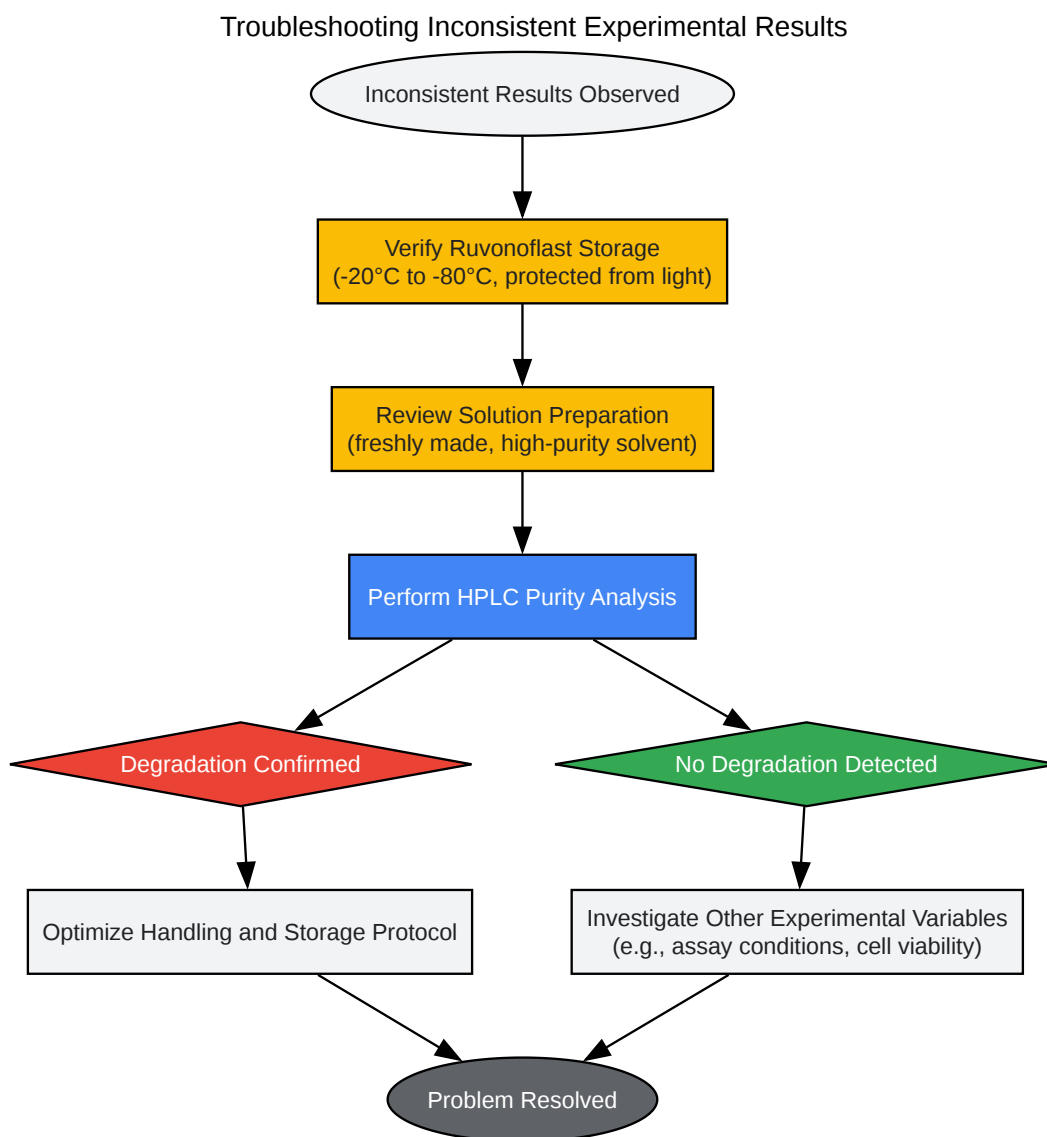 Troubleshooting Inconsistent Experimental Results
Inconsistent Results Observed
Verify Ruvonoflast Storage
(-20°C to -80°C, protected from light)
Review Solution Preparation
(freshly made, high-purity solvent)
Perform HPLC Purity Analysis
Degradation Confirmed
No Degradation Detected
Optimize Handling and Storage Protocol
Investigate Other Experimental Variables
(e.g., assay conditions, cell viability)
Problem Resolved